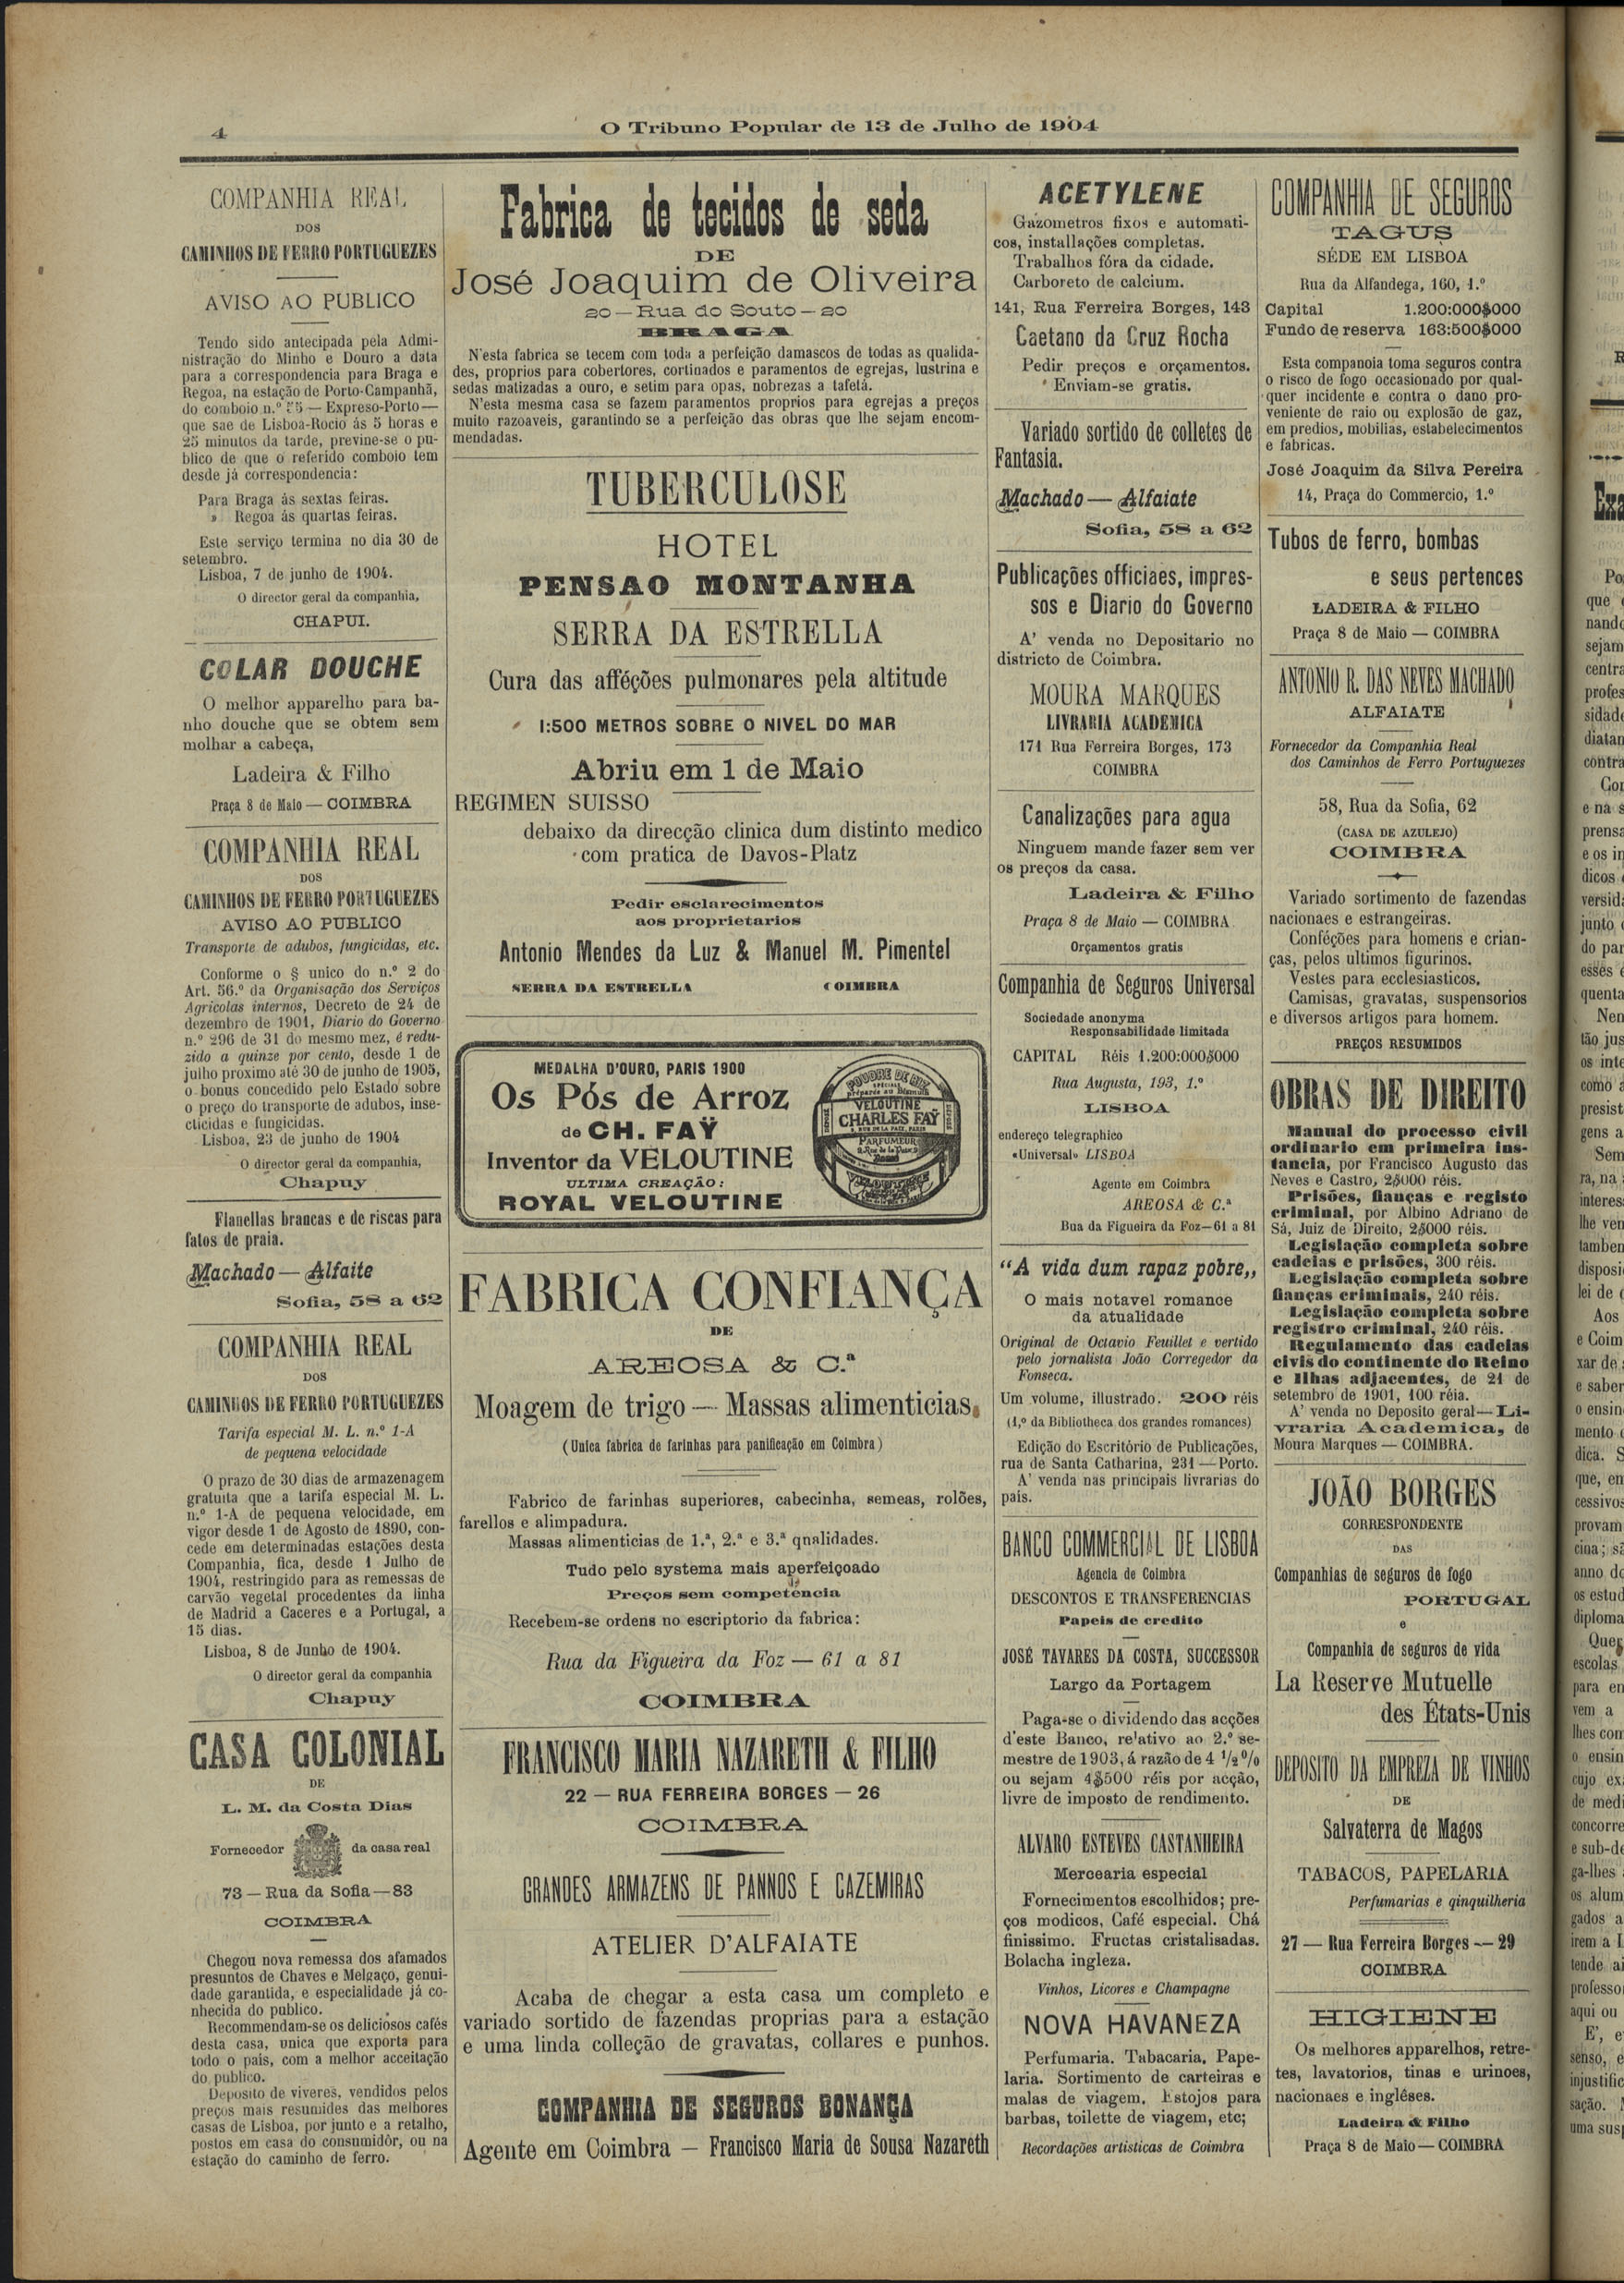 4
O Tribuno Popular de 13 de Julho de 1904
COMPANHIA REAL
DOS
CAMINHOS DE FERRO PORTUGUEZES
AVISO AO PUBLICO
Tendo sido antecipada pela Admi-
nistração do Minho e Douro a data
para a correspondencia para Braga e
Regoa, na estação de Porto-Campanhã,
do comboio n.º 55 — Expreso-Porto —
que sae de Lisboa-Rocio ás 5 horas e
25 minutos da tarde, previne-se o pu-
blico de que o referido comboio tem
desde já correspondencia:
Para Braga ás sextas feiras.
» Regoa ás quartas feiras.
Este serviço termina no dia 30 de
setembro.
Lisboa, 7 de junho de 1904.
O director geral da companhia,
CHAPUI.
COLAR DOUCHE
O melhor apparelho para ba-
nho douche que se obtem sem
molhar a cabeça,
Ladeira & Filho
Praça 8 de Maio — COIMBRA
COMPANHIA REAL
DOS
CAMINHOS DE FERRO PORTUGUEZES
AVISO AO PUBLICO
Transporte de adubos, fungicidas, etc.
Conforme o § unico do n.º 2 do
Art. 56.º da Organisação dos Serviços
Agricolas internos, Decreto de 24 de
dezembro de 1901, Diario do Governo
n.º 296 de 31 do mesmo mez, é redu-
zido a quinze por cento, desde 1 de
julho proximo até 30 de junho de 1905,
o bonus concedido pelo Estado sobre
o preço do transporte de adubos, inse-
cticidas e fungicidas.
Lisboa, 23 de junho de 1904
O director geral da companhia,
Chapuy
Flanellas brancas e de riscas para
fatos de praia.
Machado — Alfaite
Sofia, 58 a 62
COMPANHIA REAL
DOS
CAMINHOS DE FERRO PORTUGUEZES
Tarifa especial M. L. n.º 1-A
de pequena velocidade
O prazo de 30 dias de armazenagem
gratuita que a tarifa especial M. L.
n.º 1-A de pequena velocidade, em
vigor desde 1 de Agosto de 1890, con-
cede em determinadas estações desta
Companhia, fica, desde 1 Julho de
1904, restringido para as remessas de
carvão vegetal procedentes da linha
de Madrid a Caceres e a Portugal, a
15 dias.
Lisboa, 8 de Junho de 1904.
O director geral da companhia
Chapuy
CASA COLONIAL
DE
L. M. da Costa Dias
Fornecedor da casa real
73 — Rua da Sofia — 83
COIMBRA
Chegou nova remessa dos afamados
presuntos de Chaves e Melgaço, genui-
dade garantida, e especialidade já co-
nhecida do publico.
Recommendam-se os deliciosos cafés
desta casa, unica que exporta para
todo o pais, com a melhor acceitação
do publico.
Deposito de viveres, vendidos pelos
preços mais resumidos das melhores
casas de Lisboa, por junto e a retalho,
postos em casa do consumidôr, ou na
estação do caminho de ferro.
Fabrica de tecidos de seda
DE
José Joaquim de Oliveira
20 — Rua do Souto — 20
BRAGA
N'esta fabrica se tecem com toda a perfeição damascos de todas as qualida-
des, proprios para cobertores, cortinados e paramentos de egrejas, lustrina e
sedas matizadas a ouro, e setim para opas, nobrezas a tafetá.
N'esta mesma casa se fazem paramentos proprios para egrejas a preços
muito razoaveis, garantindo se a perfeição das obras que lhe sejam encom-
mendadas.
TUBERCULOSE
HOTEL
PENSAO MONTANHA
SERRA DA ESTRELLA
Cura das afféções pulmonares pela altitude
1:500 METROS SOBRE O NIVEL DO MAR
Abriu em 1 de Maio
REGIMEN SUISSO
debaixo da direcção clinica dum distinto medico
com pratica de Davos-Platz
Pedir esclarecimentos
aos proprietarios
Antonio Mendes da Luz & Manuel M. Pimentel
SERRA DA ESTRELLA COIMBRA
MEDALHA D'OURO, PARIS 1900
Os Pós de Arroz
de CH. FAŸ
Inventor da VELOUTINE
ULTIMA CREAÇÃO:
ROYAL VELOUTINE
POUDRE DE RIZ
VELOUTINE
CHARLES FAŸ
PARFUMEUR
FABRICA CONFIANÇA
DE
AREOSA & C.ª
Moagem de trigo — Massas alimenticias.
(Unica fabrica de farinhas para panificação em Coimbra)
Fabrico de farinhas superiores, cabecinha, semeas, rolões,
farellos e alimpadura.
Massas alimenticias de 1.ª, 2.ª e 3.ª qnalidades.
Tudo pelo systema mais aperfeiçoado
Preços sem competencia
Recebem-se ordens no escriptorio da fabrica:
Rua da Figueira da Foz — 61 a 81
COIMBRA
FRANCISCO MARIA NAZARETH & FILHO
22 — RUA FERREIRA BORGES — 26
COIMBRA
GRANDES ARMAZENS DE PANNOS E CAZEMIRAS
ATELIER D'ALFAIATE
Acaba de chegar a esta casa um completo e
variado sortido de fazendas proprias para a estação
e uma linda colleção de gravatas, collares e punhos.
COMPANHIA DE SEGUROS BONANÇA
Agente em Coimbra — Francisco Maria de Sousa Nazaréth
ACETYLENE
Gazometros fixos e automati-
cos, installações completas.
Trabalhos fóra da cidade.
Carboreto de calcium.
141, Rua Ferreira Borges, 143
Caetano da Cruz Rocha
Pedir preços e orçamentos.
Enviam-se gratis.
Variado sortido de colletes de
Fantasia.
Machado — Alfaiate
Sofia, 58 a 62
Publicações officiaes, impres-
sos e Diario do Governo
A' venda no Depositario no
districto de Coimbra.
MOURA MARQUES
LIVRARIA ACADEMICA
171 Rua Ferreira Borges, 173
COIMBRA
Canalizações para agua
Ninguem mande fazer sem ver
os preços da casa.
Ladeira & Filho
Praça 8 de Maio — COIMBRA
Orçamentos gratis
Companhia de Seguros Universal
Sociedade anonyma
Responsabilidade limitada
CAPITAL Réis 1.200:000$000
Rua Augusta, 193, 1.º
LISBOA
endereço telegraphico
«Universal» LISBOA
Agente em Coimbra
AREOSA & C.ª
Rua da Figueira da Foz—61 a 81
"A vida dum rapaz pobre,,
O mais notavel romance
da atualidade
Original de Octavio Feuillet e vertido
pelo jornalista João Corregedor da
Fonseca.
Um volume, illustrado. 200 réis
(1,º da Bibliotheca dos grandes romances)
Edição do Escritório de Publicações,
rua de Santa Catharina, 231 — Porto.
A' venda nas principais livrarias do
pais.
BANCO COMMERCIAL DE LISBOA
Agencia de Coimbra
DESCONTOS E TRANSFERENCIAS
Papeis de credito
JOSÉ TAVARES DA COSTA, SUCCESSOR
Largo da Portagem
Paga-se o dividendo das acções
d'este Banco, relativo ao 2.º se-
mestre de 1903, á razão de 4 1/2 %
ou sejam 4$500 réis por acção,
livre de imposto de rendimento.
ALVARO ESTEVES CASTANHEIRA
Mercearia especial
Fornecimentos escolhidos; pre-
ços modicos, Café especial. Chá
finissimo. Fructas cristalisadas.
Bolacha ingleza.
Vinhos, Licores e Champagne
NOVA HAVANEZA
Perfumaria. Tabacaria, Pape-
laria. Sortimento de carteiras e
malas de viagem. Estojos para
barbas, toilette de viagem, etc;
Recordações artisticas de Coimbra
COMPANHIA DE SEGUROS
TAGUS
SÉDE EM LISBOA
Rua da Alfandega, 160, 1.º
Capital 1.200:000$000
Fundo de reserva 163:500$000
Esta companoia toma seguros contra
o risco de fogo occasionado por qual-
quer incidente e contra o dano pro-
veniente de raio ou explosão de gaz,
em predios, mobilias, estabelecimentos
e fabricas.
José Joaquim da Silva Pereira
14, Praça do Commercio, 1.º
Tubos de ferro, bombas
e seus pertences
LADEIRA & FILHO
Praça 8 de Maio — COIMBRA
ANTONIO R. DAS NEVES MACHADO
ALFAIATE
Fornecedor da Companhia Real
dos Caminhos de Ferro Portuguezes
58, Rua da Sofia, 62
(CASA DE AZULEJO)
COIMBRA
Variado sortimento de fazendas
nacionaes e estrangeiras.
Conféções para homens e crian-
ças, pelos ultimos figurinos.
Vestes para ecclesiasticos.
Camisas, gravatas, suspensorios
e diversos artigos para homem.
PREÇOS RESUMIDOS
OBRAS DE DIREITO
Manual do processo civil
ordinario em primeira ins-
tancia, por Francisco Augusto das
Neves e Castro, 2$000 réis.
Prisões, fianças e registo
criminal, por Albino Adriano de
Sá, Juiz de Direito, 2$000 réis.
Legislação completa sobre
cadeias e prisões, 300 réis.
Legislação completa sobre
fianças criminais, 240 réis.
Legislação completa sobre
registro criminal, 240 réis.
Regulamento das cadeias
civis do continente do Reino
e Ilhas adjacentes, de 21 de
setembro de 1901, 100 réia.
A' venda no Deposito geral—Li-
vraria Academica, de
Moura Marques — COIMBRA.
JOÃO BORGES
CORRESPONDENTE
DAS
Companhias de seguros de fogo
PORTUGAL
e
Companhia de seguros de vida
La Reserve Mutuelle
des États-Unis
DEPOSITO DA EMPREZA DE VINHOS
DE
Salvaterra de Magos
TABACOS, PAPELARIA
Perfumarias e qinquilheria
27 — Rua Ferreira Borges — 29
COIMBRA
HIGIENE
Os melhores apparelhos, retre-
tes, lavatorios, tinas e urinoes,
nacionaes e inglêses.
Ladeira & Filho
Praça 8 de Maio — COIMBRA